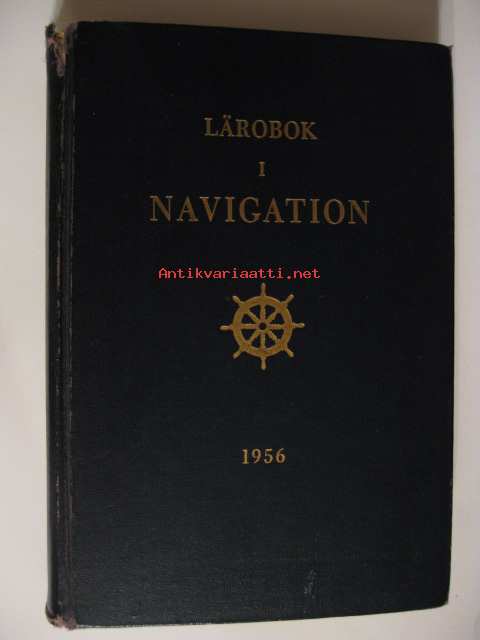 LÄROBOK
I
NAVIGATION
Antikvariaatti.net
1956